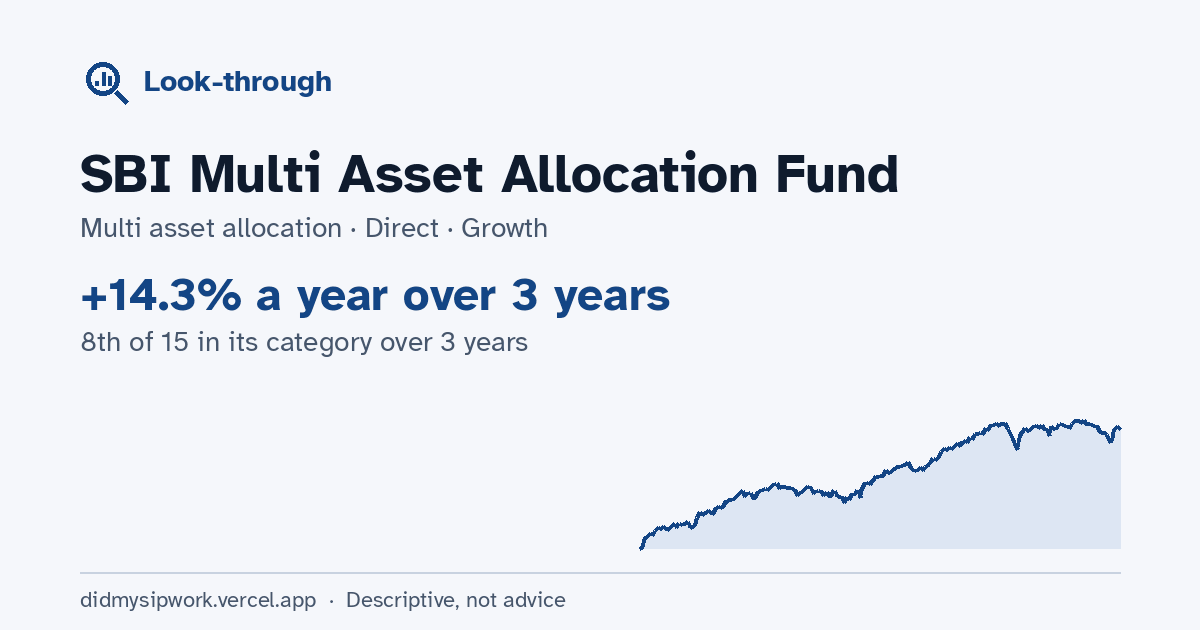 Look-through
SBI Multi Asset Allocation Fund
Multi asset allocation · Direct · Growth
+14.3% a year over 3 years
8th of 15 in its category over 3 years
didmysipwork.vercel.app · Descriptive, not advice